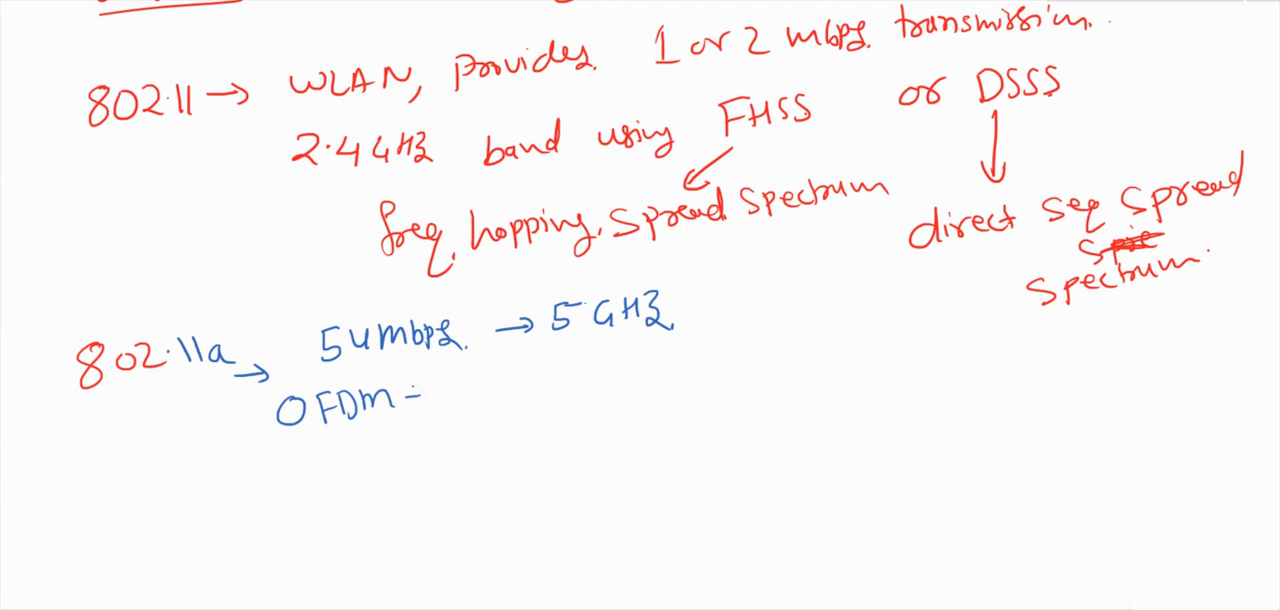 802.11 → WLAN, Provides 1 or 2 mbps transmission.
2.4 GHz band using FHSS or DSSS
freq. hopping. Spread Spectrum
direct seq Spread
Spectrum.
802.11a → 54 mbps. → 5 GHz
OFDM -